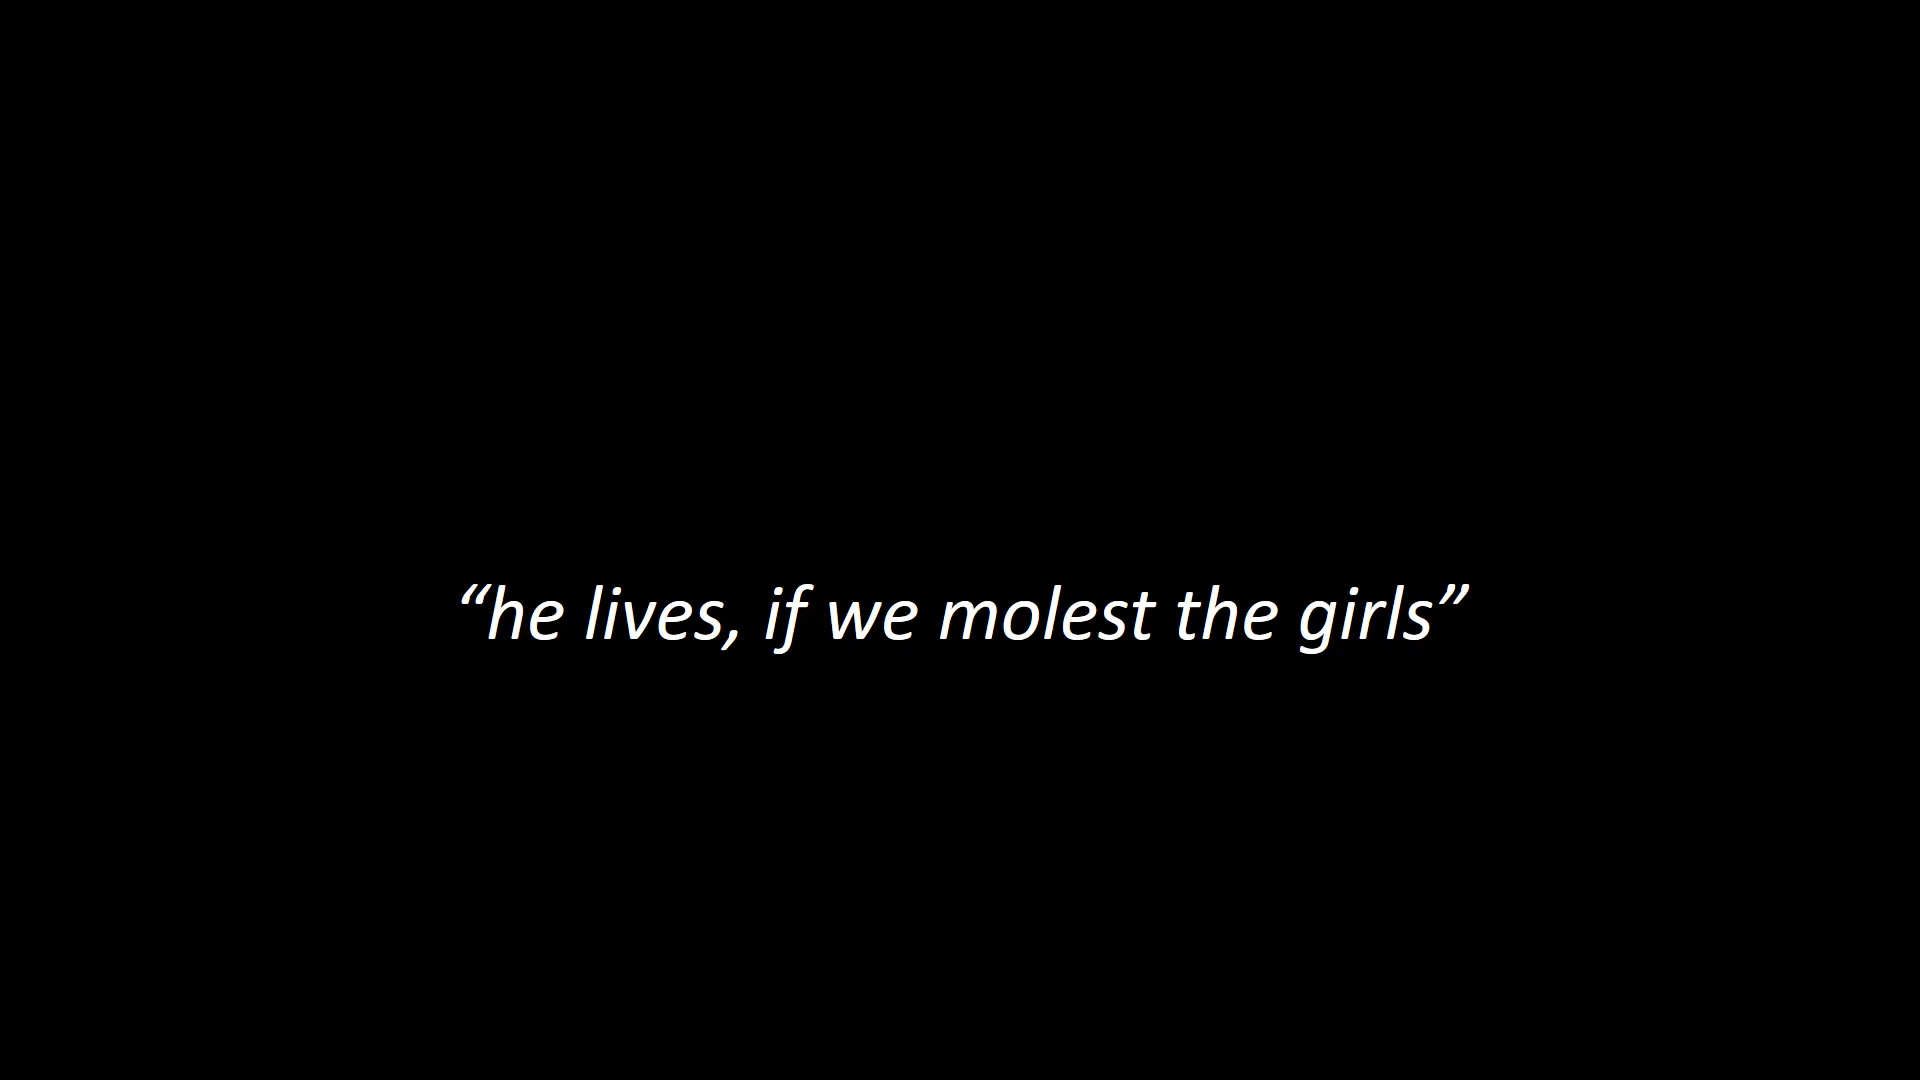 “he lives, if we molest the girls”